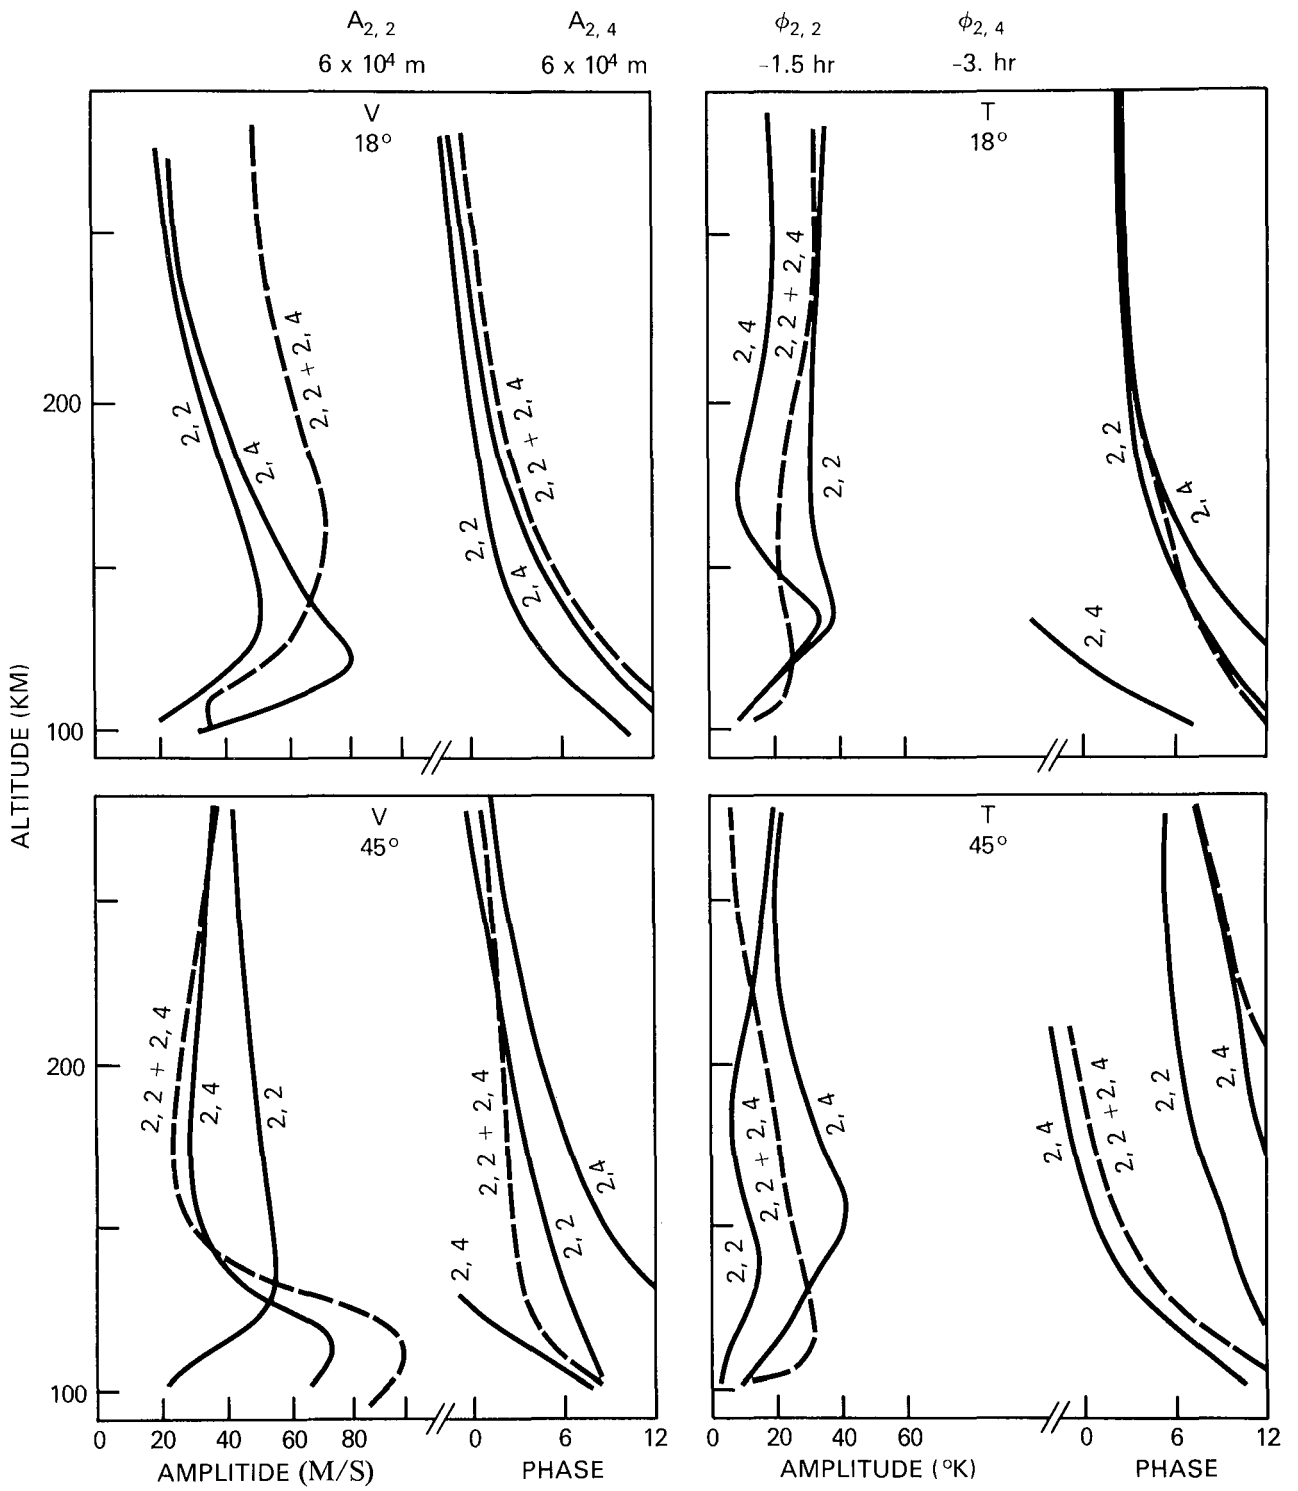 A2, 2 A2, 4 ϕ2, 2 ϕ2, 4
6 x 10⁴ m 6 x 10⁴ m -1.5 hr -3. hr
V
18°
T
18°
2, 2
2, 4
2, 2 + 2, 4
2, 2
2, 4
2, 2 + 2, 4
2, 4
2, 2 + 2, 4
2, 2
2, 4
2, 2
2, 4
200
100
ALTITUDE (KM)
V
45°
T
45°
2, 2 + 2, 4
2, 4
2, 2
2, 4
2, 2 + 2, 4
2, 2
2,4
2, 2
2, 2 + 2, 4
2, 4
2, 4
2, 2 + 2, 4
2, 2
2, 4
200
100
0 20 40 60 80 0 6 12 0 20 40 60 0 6 12
AMPLITIDE (M/S) PHASE AMPLITUDE (°K) PHASE